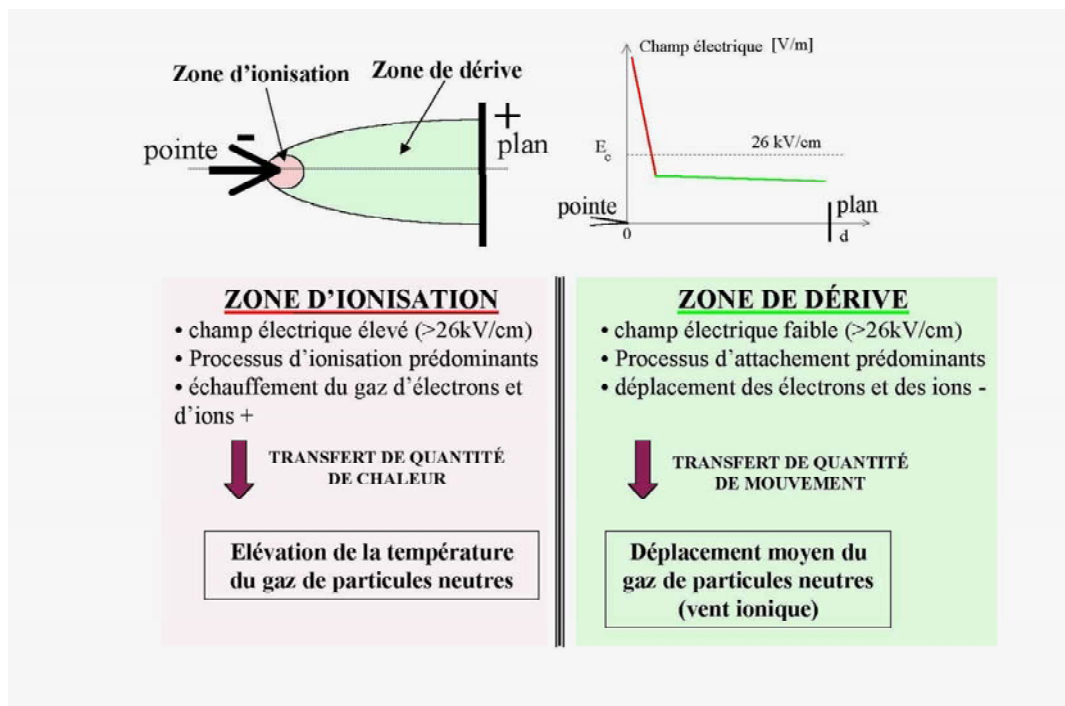 Zone d'ionisation
Zone de dérive
-
+
pointe
plan
Champ électrique [V/m]
E_c
26 kV/cm
pointe
plan
0
d
ZONE D'IONISATION
• champ électrique élevé (>26kV/cm)
• Processus d'ionisation prédominants
• échauffement du gaz d'électrons et
d'ions +
TRANSFERT DE QUANTITÉ
DE CHALEUR
Elévation de la température
du gaz de particules neutres
ZONE DE DÉRIVE
• champ électrique faible (>26kV/cm)
• Processus d'attachement prédominants
• déplacement des électrons et des ions -
TRANSFERT DE QUANTITÉ
DE MOUVEMENT
Déplacement moyen du
gaz de particules neutres
(vent ionique)